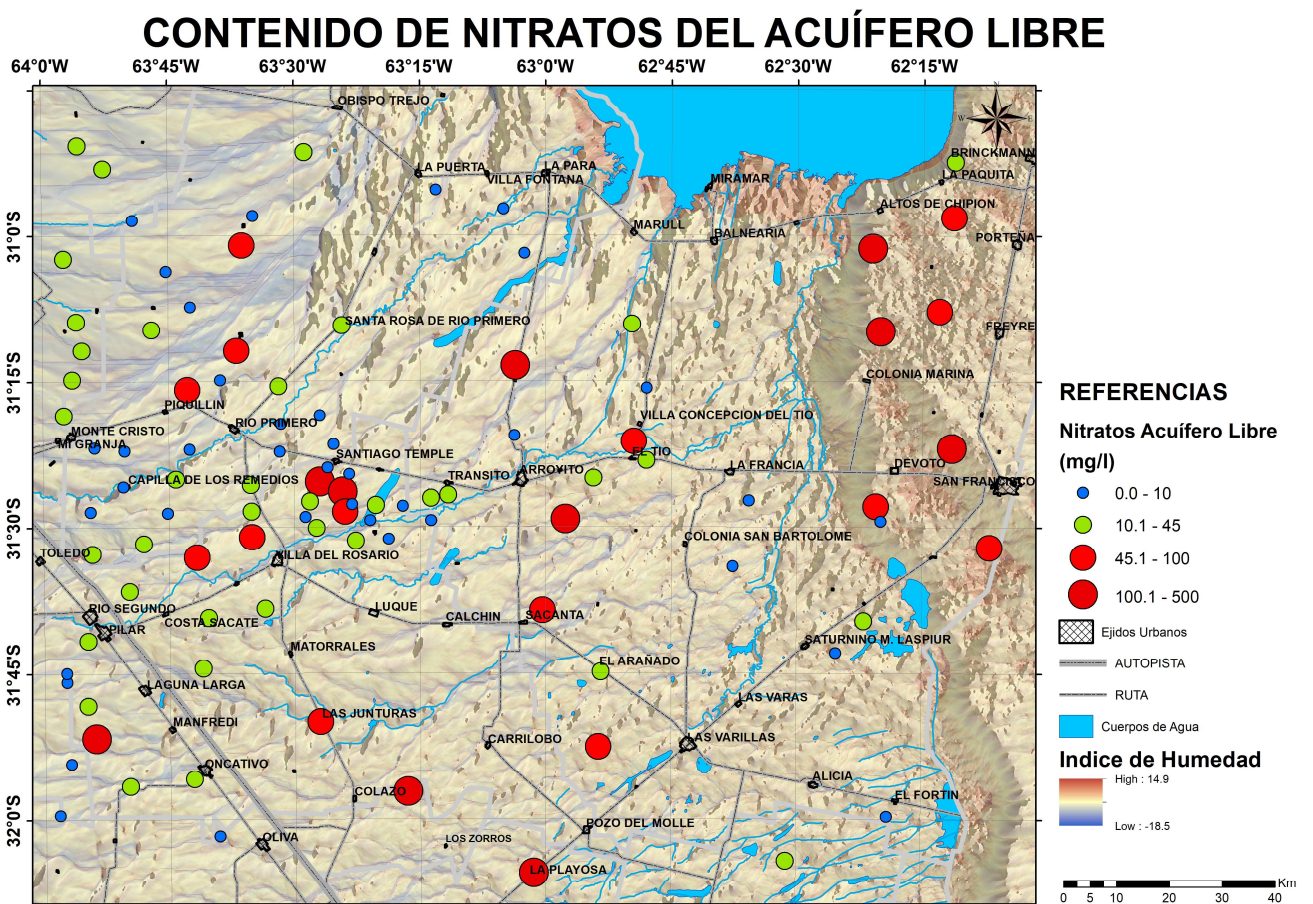 CONTENIDO DE NITRATOS DEL ACUÍFERO LIBRE
64°0'W 63°45'W 63°30'W 63°15'W 63°0'W 62°45'W 62°30'W 62°15'W
N
W E
S
OBISPO TREJO
BRINCKMANN
LA PUERTA
LA PARA
LA PAQUITA
VILLA FONTANA
MIRAMAR
ALTOS DE CHIPION
MARULL
BALNEARIA
PORTEÑA
31°0'S
SANTA ROSA DE RIO PRIMERO
FREYRE
31°15'S
COLONIA MARINA
PIQUILLIN
VILLA CONCEPCION DEL TIO
RIO PRIMERO
MONTE CRISTO
MI GRANJA
SANTIAGO TEMPLE
EL TIO
LA FRANCIA
DEVOTO
ARROYITO
TRANSITO
CAPILLA DE LOS REMEDIOS
SAN FRANCISCO
31°30'S
COLONIA SAN BARTOLOME
TOLEDO
VILLA DEL ROSARIO
RIO SEGUNDO
LUQUE
SACANTA
CALCHIN
COSTA SACATE
PILAR
SATURNINO M. LASPIUR
MATORRALES
EL ARAÑADO
31°45'S
LAGUNA LARGA
LAS VARAS
LAS JUNTURAS
MANFREDI
CARRILOBO
LAS VARILLAS
ONCATIVO
ALICIA
COLAZO
EL FORTIN
32°0'S
POZO DEL MOLLE
OLIVA
LOS ZORROS
LA PLAYOSA
REFERENCIAS
Nitratos Acuífero Libre
(mg/l)
0.0 - 10
10.1 - 45
45.1 - 100
100.1 - 500
Ejidos Urbanos
AUTOPISTA
RUTA
Cuerpos de Agua
Indice de Humedad
High : 14.9
Low : -18.5
Km
0 5 10 20 30 40